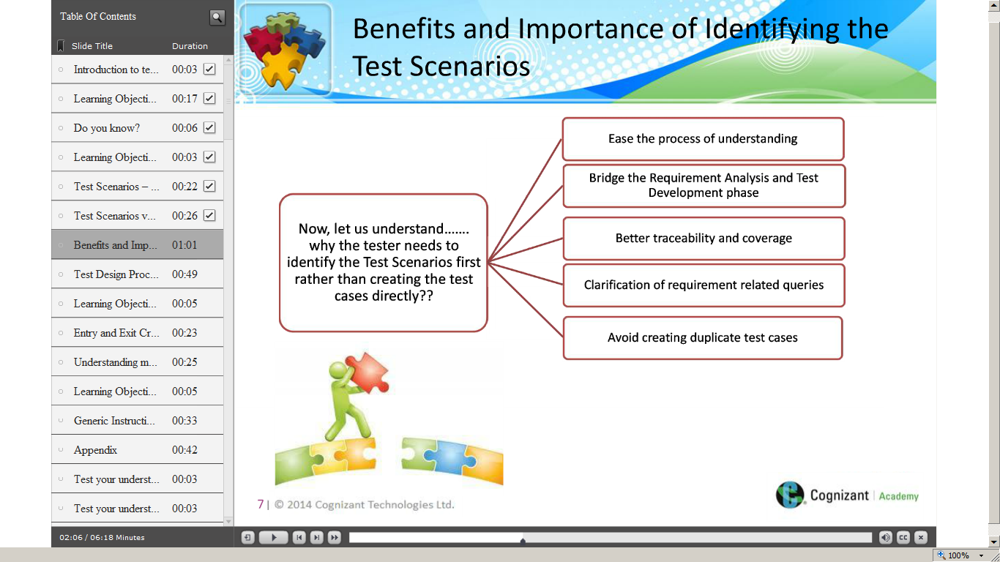 Table Of Contents
Slide Title Duration
Introduction to te... 00:03
Learning Objecti... 00:17
Do you know? 00:06
Learning Objecti... 00:03
Test Scenarios – ... 00:22
Test Scenarios v... 00:26
Benefits and Imp... 01:01
Test Design Proc... 00:49
Learning Objecti... 00:05
Entry and Exit Cr... 00:23
Understanding m... 00:25
Learning Objecti... 00:05
Generic Instructi... 00:33
Appendix 00:42
Test your underst... 00:03
Test your underst... 00:03
02:06 / 06:18 Minutes
Benefits and Importance of Identifying the
Test Scenarios
Now, let us understand…….
why the tester needs to
identify the Test Scenarios first
rather than creating the test
cases directly??
Ease the process of understanding
Bridge the Requirement Analysis and Test
Development phase
Better traceability and coverage
Clarification of requirement related queries
Avoid creating duplicate test cases
7 | © 2014 Cognizant Technologies Ltd.
Cognizant | Academy
CC
100%